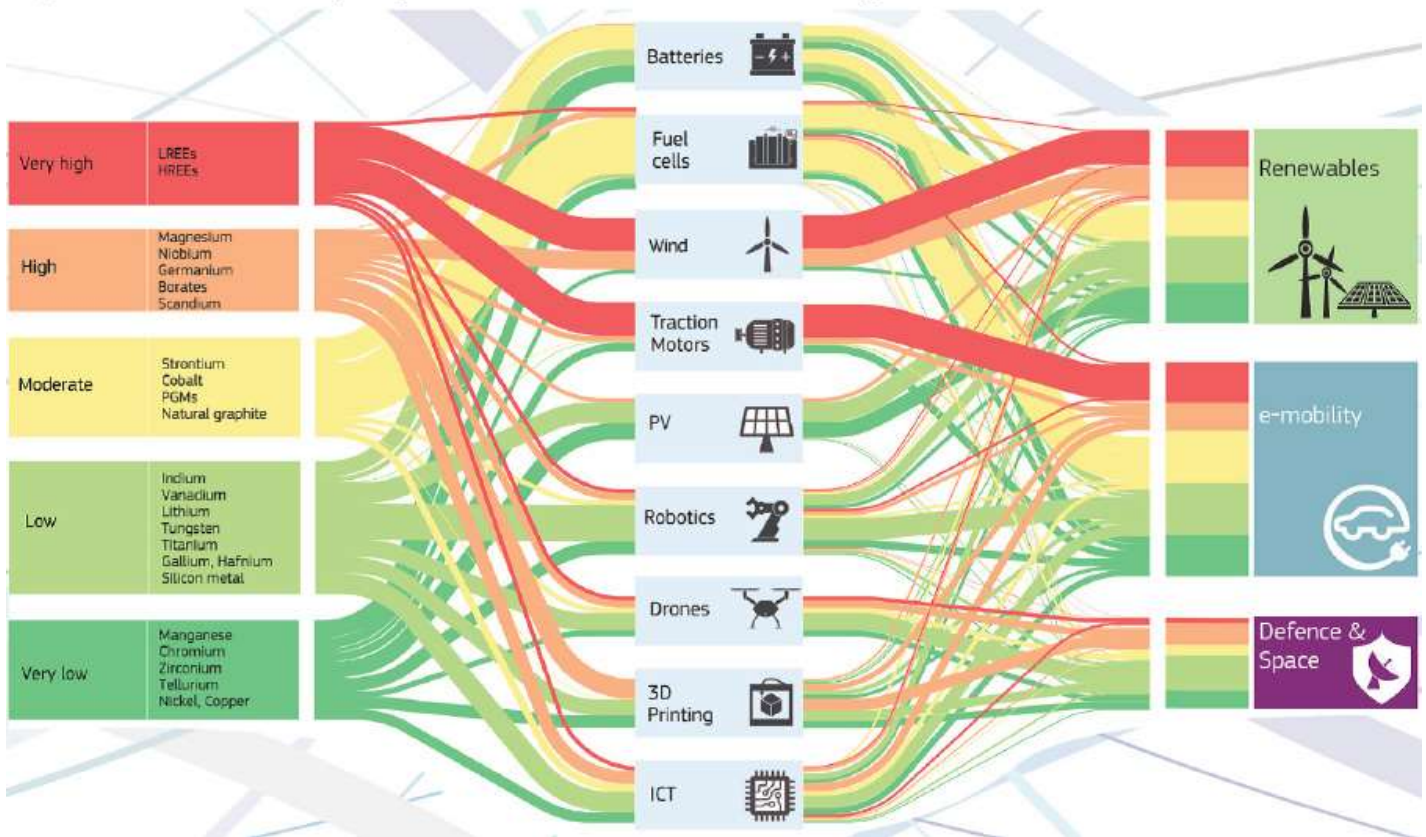 Very high
LREEs
HREEs
High
Magnesium
Niobium
Germanium
Borates
Scandium
Moderate
Strontium
Cobalt
PGMs
Natural graphite
Low
Indium
Vanadium
Lithium
Tungsten
Titanium
Gallium, Hafnium
Silicon metal
Very low
Manganese
Chromium
Zirconium
Tellurium
Nickel, Copper
Batteries
Fuel
cells
Wind
Traction
Motors
PV
Robotics
Drones
3D
Printing
ICT
Renewables
e-mobility
Defence &
Space